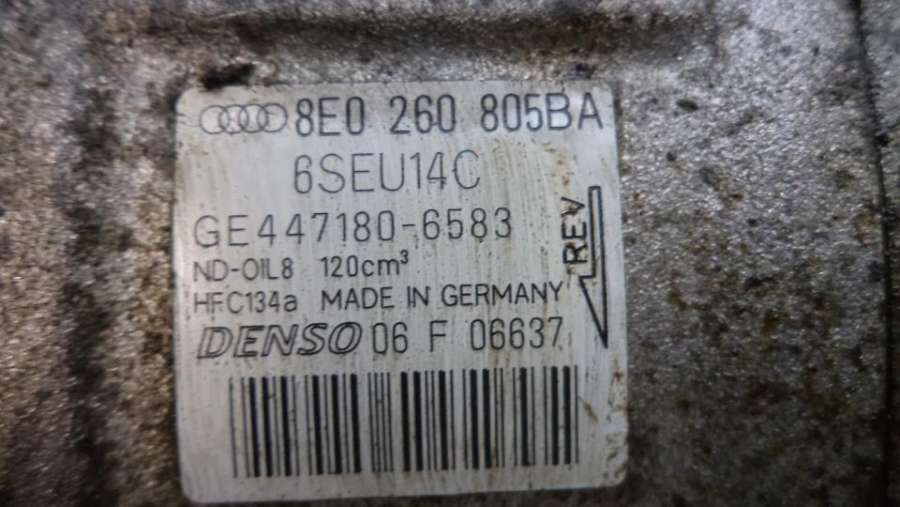 8E0 260 805BA
6SEU14C
GE447180-6583
ND-OIL8 120cm³
HFC134a MADE IN GERMANY
REV
DENSO 06 F 06637